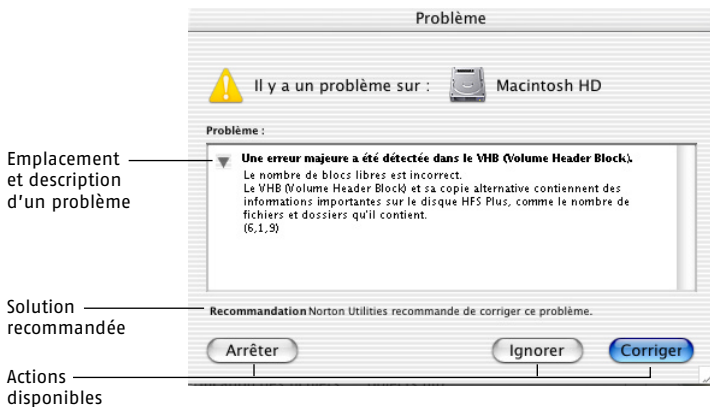 Problème
Il y a un problème sur :
Macintosh HD
Problème :
Emplacement
et description
d'un problème
Une erreur majeure a été détectée dans le VHB (Volume Header Block).
Le nombre de blocs libres est incorrect.
Le VHB (Volume Header Block) et sa copie alternative contiennent des
informations importantes sur le disque HFS Plus, comme le nombre de
fichiers et dossiers qu'il contient.
(6,1,9)
Solution
recommandée
Recommandation Norton Utilities recommande de corriger ce problème.
Arrêter
Ignorer
Corriger
Actions
disponibles